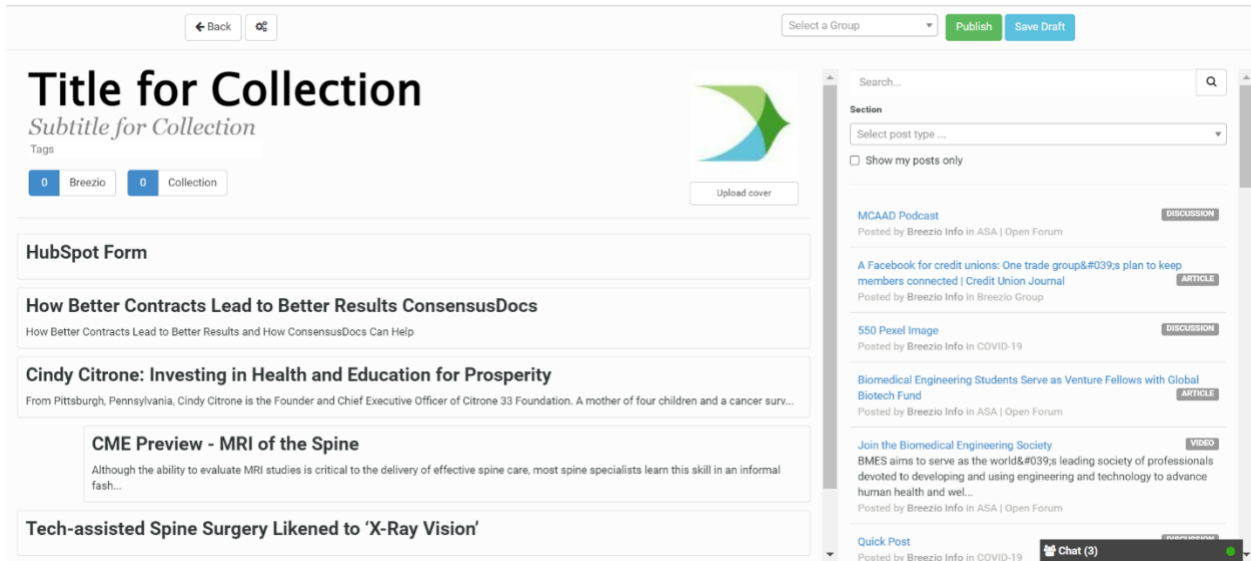 Back
Select a Group
Publish
Save Draft
Title for Collection
Subtitle for Collection
Tags
0 Breezio
0 Collection
Upload cover
HubSpot Form
How Better Contracts Lead to Better Results ConsensusDocs
How Better Contracts Lead to Better Results and How ConsensusDocs Can Help
Cindy Citrone: Investing in Health and Education for Prosperity
From Pittsburgh, Pennsylvania, Cindy Citrone is the Founder and Chief Executive Officer of Citrone 33 Foundation. A mother of four children and a cancer surv...
CME Preview - MRI of the Spine
Although the ability to evaluate MRI studies is critical to the delivery of effective spine care, most spine specialists learn this skill in an informal
fash...
Tech-assisted Spine Surgery Likened to ‘X-Ray Vision’
Search...
Section
Select post type ...
Show my posts only
MCAAD Podcast
DISCUSSION
Posted by Breezio Info in ASA | Open Forum
A Facebook for credit unions: One trade group&#039;s plan to keep
members connected | Credit Union Journal
ARTICLE
Posted by Breezio Info in Breezio Group
550 Pexel Image
DISCUSSION
Posted by Breezio Info in COVID-19
Biomedical Engineering Students Serve as Venture Fellows with Global
Biotech Fund
ARTICLE
Posted by Breezio Info in ASA | Open Forum
Join the Biomedical Engineering Society
VIDEO
BMES aims to serve as the world&#039;s leading society of professionals
devoted to developing and using engineering and technology to advance
human health and wel...
Posted by Breezio Info in ASA | Open Forum
Quick Post
DISCUSSION
Posted by Breezio Info in COVID-19
Chat (3)